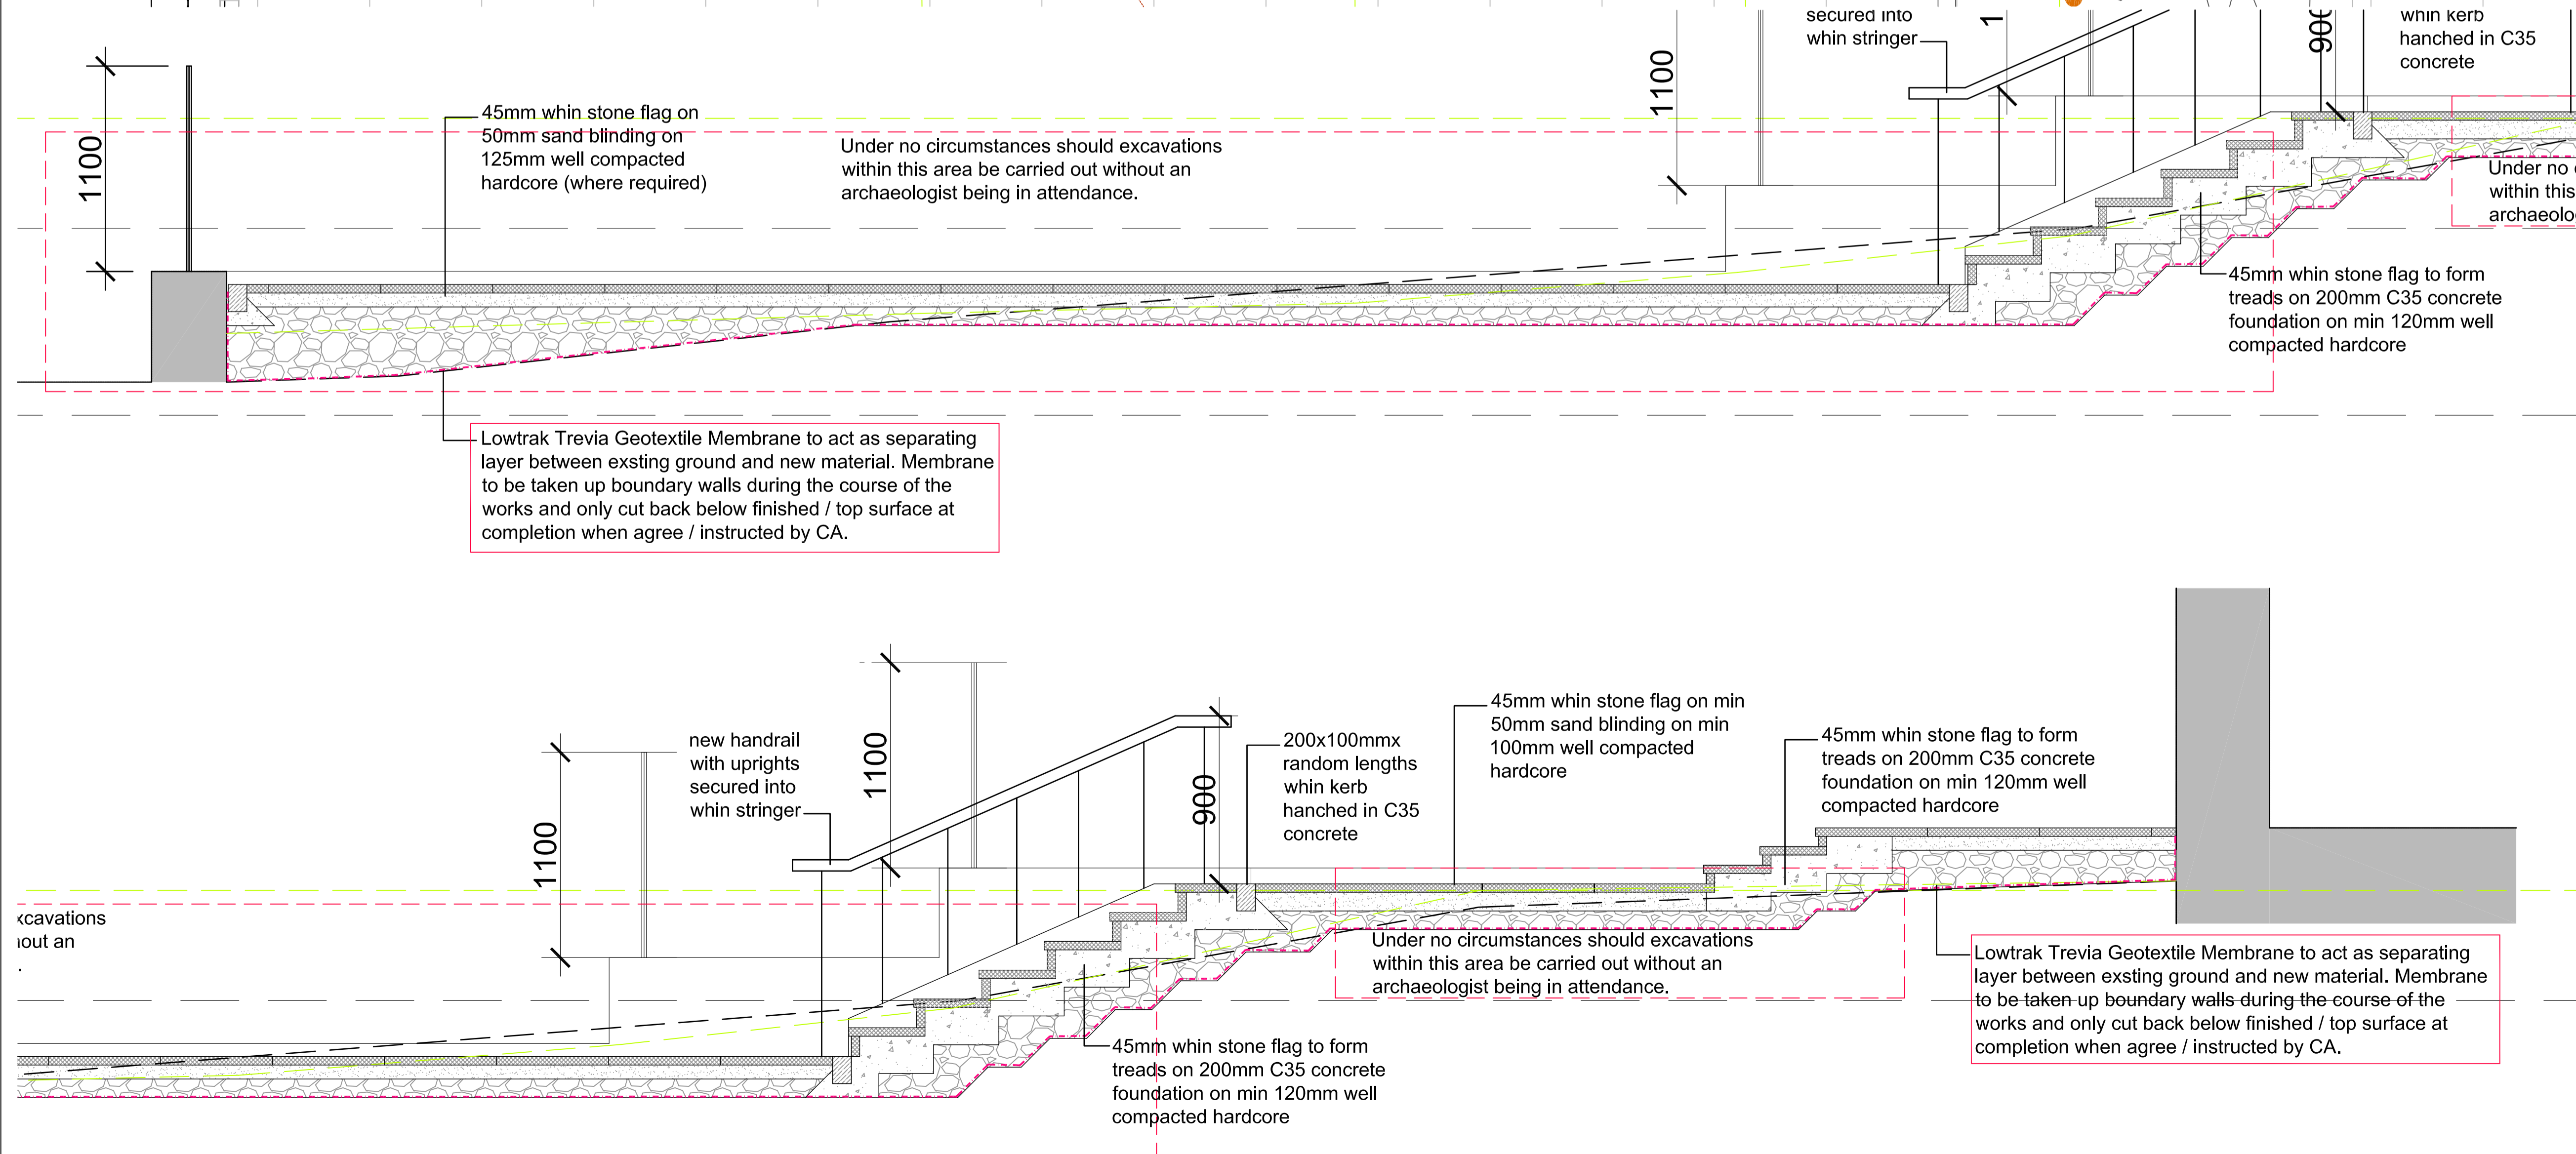 secured into
whin stringer
1
1100
900
whin kerb
hanched in C35
concrete
1100
45mm whin stone flag on
50mm sand blinding on
125mm well compacted
hardcore (where required)
Under no circumstances should excavations
within this area be carried out without an
archaeologist being in attendance.
Under no
within this
archaeolo
45mm whin stone flag to form
treads on 200mm C35 concrete
foundation on min 120mm well
compacted hardcore
Lowtrak Trevia Geotextile Membrane to act as separating
layer between exsting ground and new material. Membrane
to be taken up boundary walls during the course of the
works and only cut back below finished / top surface at
completion when agree / instructed by CA.
new handrail
with uprights
secured into
whin stringer
1100
1100
900
200x100mmx
random lengths
whin kerb
hanched in C35
concrete
45mm whin stone flag on min
50mm sand blinding on min
100mm well compacted
hardcore
45mm whin stone flag to form
treads on 200mm C35 concrete
foundation on min 120mm well
compacted hardcore
xcavations
out an
.
Under no circumstances should excavations
within this area be carried out without an
archaeologist being in attendance.
Lowtrak Trevia Geotextile Membrane to act as separating
layer between exsting ground and new material. Membrane
to be taken up boundary walls during the course of the
works and only cut back below finished / top surface at
completion when agree / instructed by CA.
45mm whin stone flag to form
treads on 200mm C35 concrete
foundation on min 120mm well
compacted hardcore